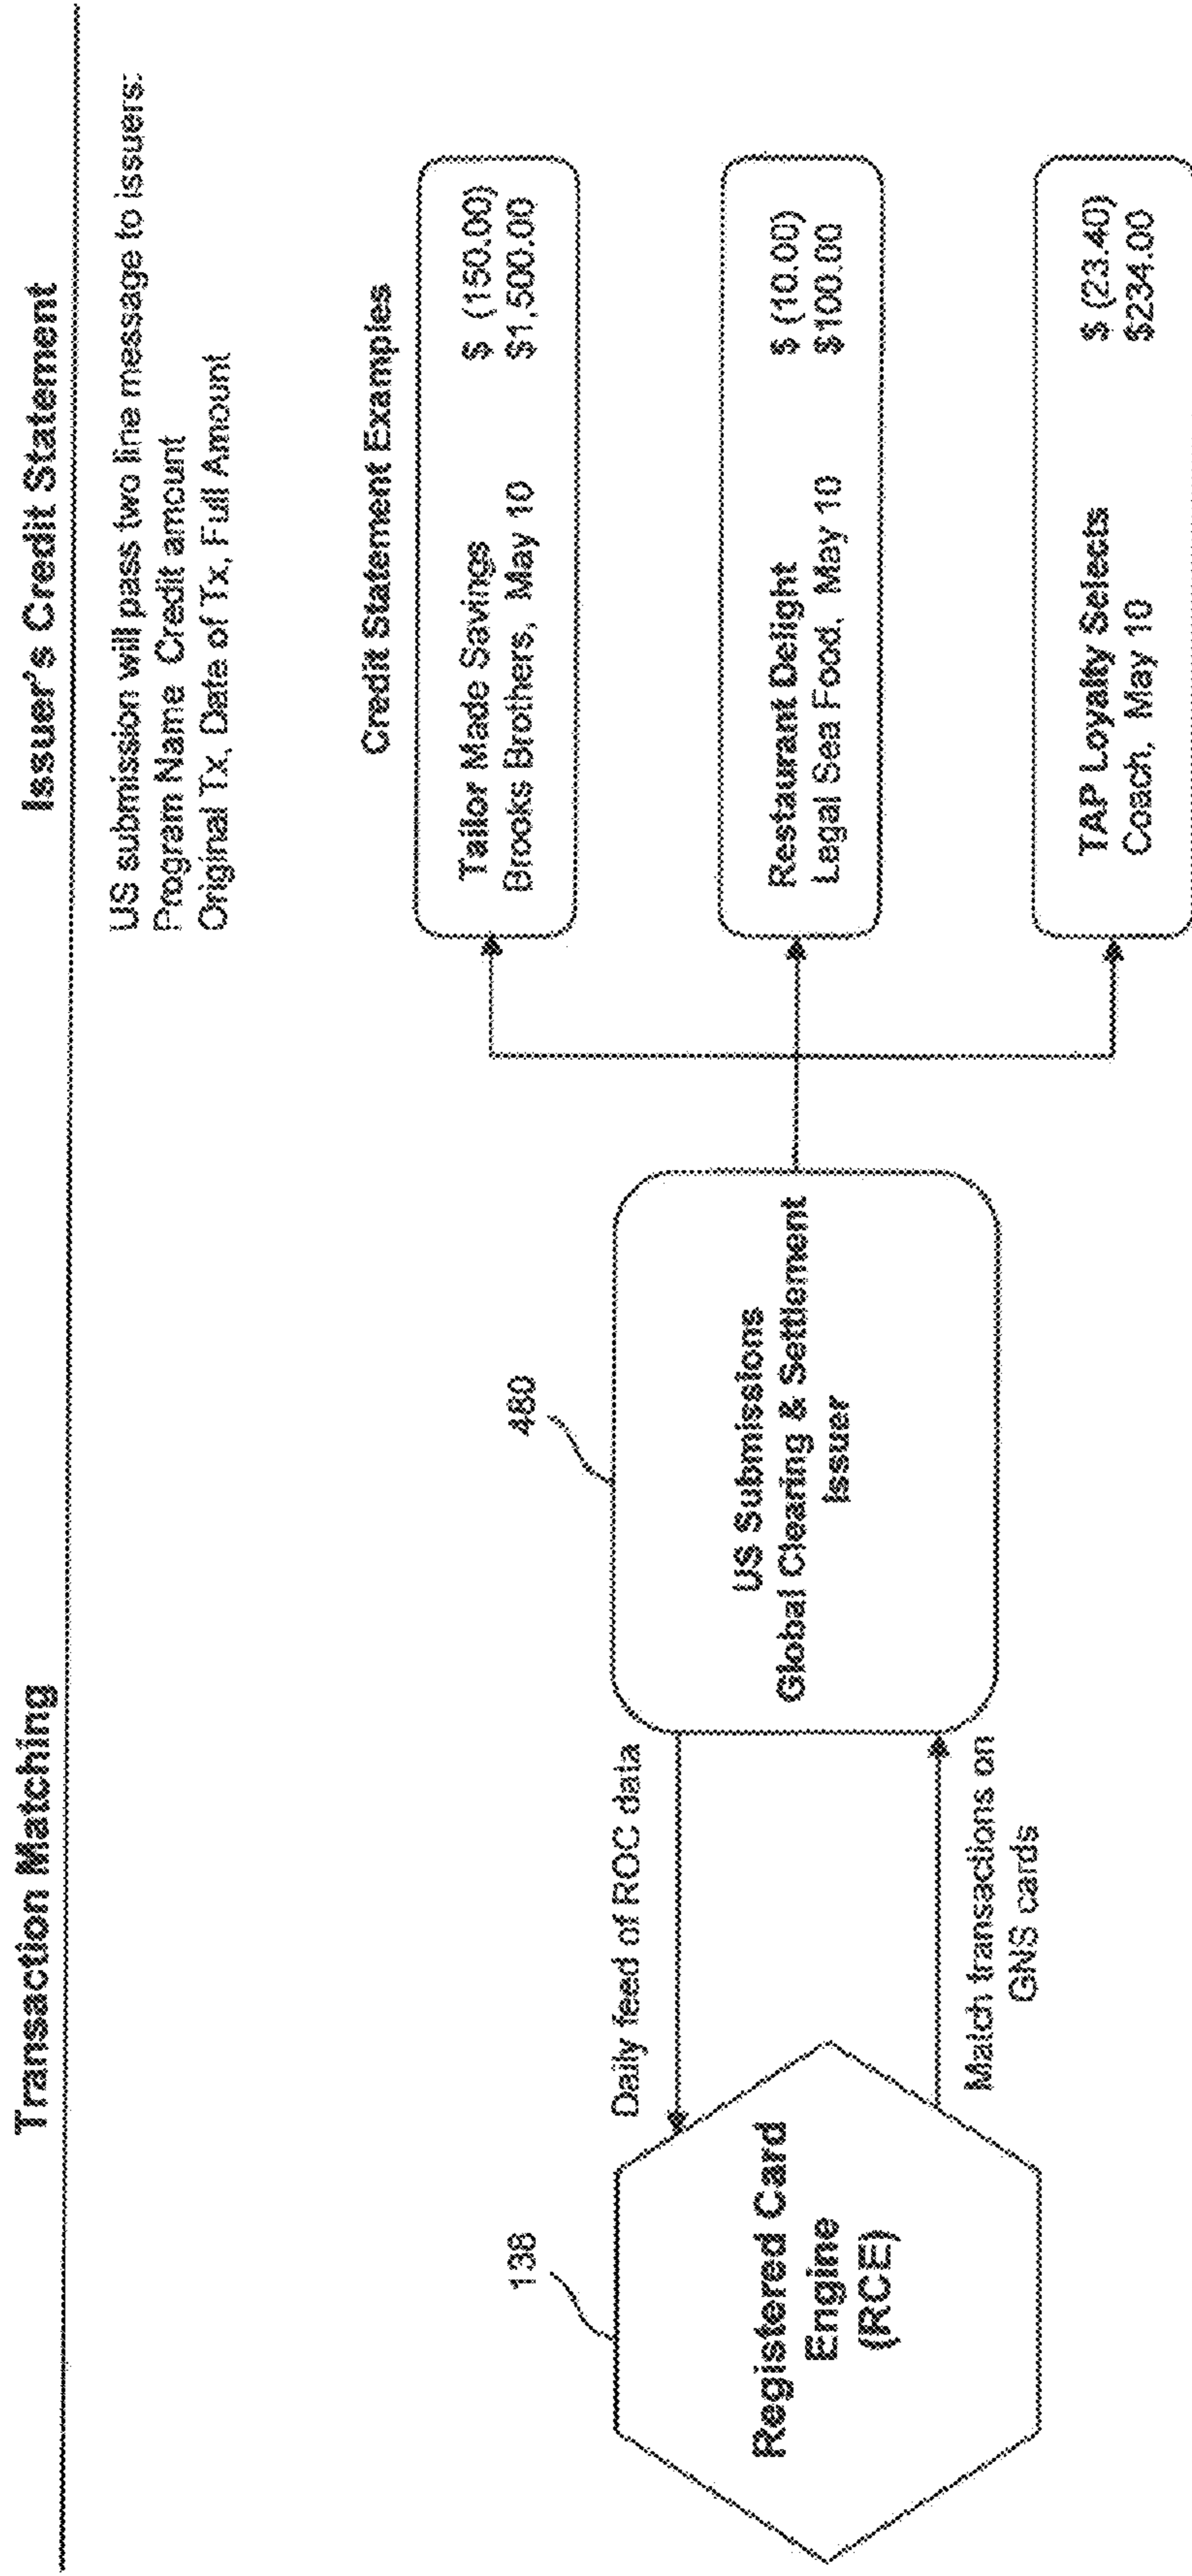 Transaction Matching
Issuer's Credit Statement
US submission will pass two line message to issuers:
Program Name Credit amount
Original Tx, Date of Tx, Full Amount
Credit Statement Examples
Tailor Made Savings $ (150.00)
Brooks Brothers, May 10 $1,500.00
Restaurant Delight $ (10.00)
Legal Sea Food, May 10 $100.00
TAP Loyalty Selects $ (23.40)
Coach, May 10 $234.00
138
Registered Card
Engine
(RCE)
Daily feed of ROC data
Match transactions on
GNS cards
480
US Submissions
Global Clearing & Settlement
Issuer